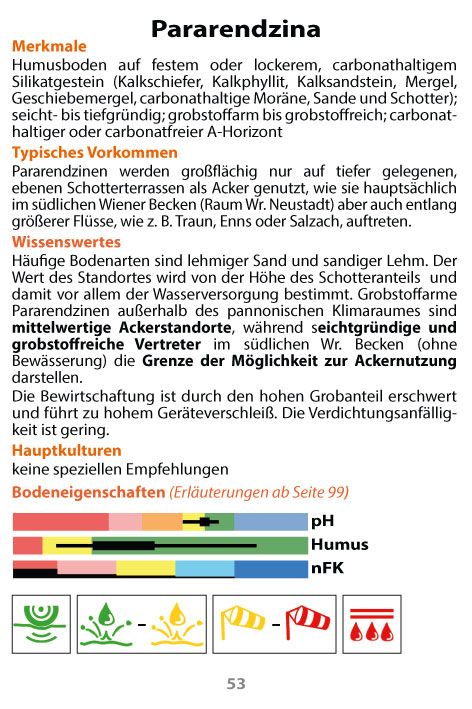 Pararendzina
Merkmale
Humusboden auf festem oder lockerem, carbonathaltigem
Silikatgestein (Kalkschiefer, Kalkphyllit, Kalksandstein, Mergel,
Geschiebemergel, carbonathaltige Moräne, Sande und Schotter);
seicht- bis tiefgründig; grobstoffarm bis grobstoffreich; carbonat-
haltiger oder carbonatfreier A-Horizont
Typisches Vorkommen
Pararendzinen werden großflächig nur auf tiefer gelegenen,
ebenen Schotterterrassen als Acker genutzt, wie sie hauptsächlich
im südlichen Wiener Becken (Raum Wr. Neustadt) aber auch entlang
größerer Flüsse, wie z. B. Traun, Enns oder Salzach, auftreten.
Wissenswertes
Häufige Bodenarten sind lehmiger Sand und sandiger Lehm. Der
Wert des Standortes wird von der Höhe des Schotteranteils und
damit vor allem der Wasserversorgung bestimmt. Grobstoffarme
Pararendzinen außerhalb des pannonischen Klimaraumes sind
mittelwertige Ackerstandorte, während seichtgründige und
grobstoffreiche Vertreter im südlichen Wr. Becken (ohne
Bewässerung) die Grenze der Möglichkeit zur Ackernutzung
darstellen.
Die Bewirtschaftung ist durch den hohen Grobanteil erschwert
und führt zu hohem Geräteverschleiß. Die Verdichtungsanfällig-
keit ist gering.
Hauptkulturen
keine speziellen Empfehlungen
Bodeneigenschaften (Erläuterungen ab Seite 99)
pH
Humus
nFK
– –
53